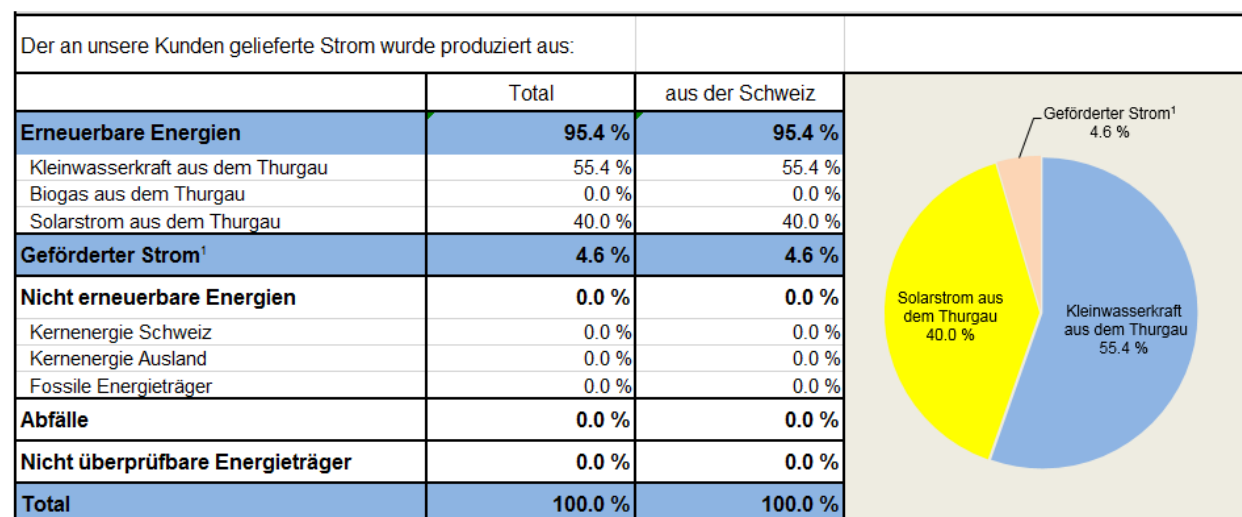 Der an unsere Kunden gelieferte Strom wurde produziert aus:
Total aus der Schweiz
Erneuerbare Energien 95.4 % 95.4 %
Kleinwasserkraft aus dem Thurgau 55.4 % 55.4 %
Biogas aus dem Thurgau 0.0 % 0.0 %
Solarstrom aus dem Thurgau 40.0 % 40.0 %
Geförderter Strom¹ 4.6 % 4.6 %
Nicht erneuerbare Energien 0.0 % 0.0 %
Kernenergie Schweiz 0.0 % 0.0 %
Kernenergie Ausland 0.0 % 0.0 %
Fossile Energieträger 0.0 % 0.0 %
Abfälle 0.0 % 0.0 %
Nicht überprüfbare Energieträger 0.0 % 0.0 %
Total 100.0 % 100.0 %
Geförderter Strom¹
4.6 %
Solarstrom aus
dem Thurgau
40.0 %
Kleinwasserkraft
aus dem Thurgau
55.4 %